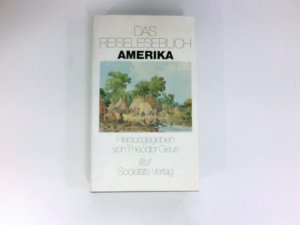 DAS
REISELESEBUCH
AMERIKA
Herausgegeben
von Theodor Geus
Societäts-Verlag